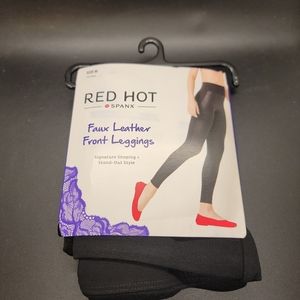 RED HOT
SPANX
Faux Leather
Front Leggings
Signature Shaping +
Stand-Out Style